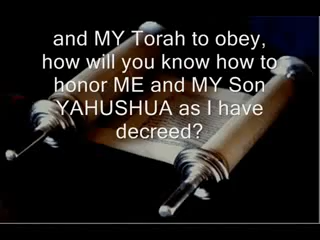 and MY Torah to obey,
how will you know how to
honor ME and MY Son
YAHUSHUA as I have
decreed?